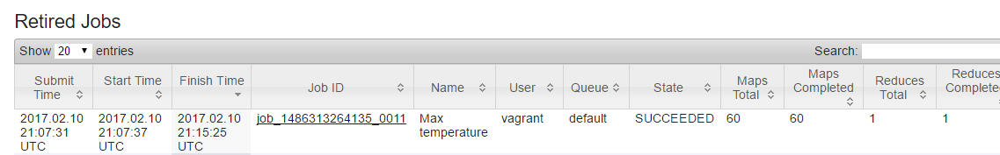 Retired Jobs
Show 20 entries Search:
Submit Time Start Time Finish Time Job ID Name User Queue State Maps Total Maps Completed Reduces Total Reduces
2017.02.10 21:07:31 UTC 2017.02.10 21:07:37 UTC 2017.02.10 21:15:25 UTC job_1486313264135_0011 Max temperature vagrant default SUCCEEDED 60 60 1 1